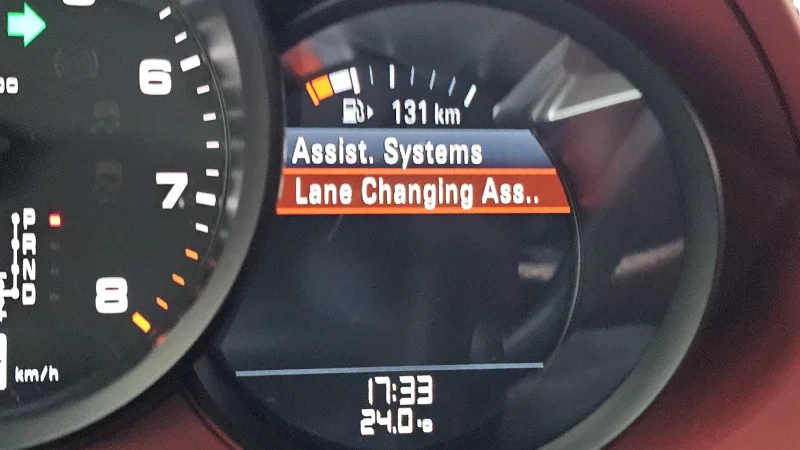 6
7
8
P
R
N
D
km/h
131 km
Assist. Systems
Lane Changing Ass..
17:33
24.0 °C